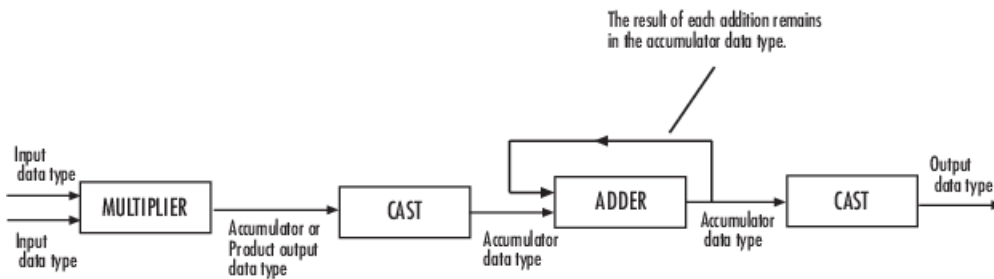 The result of each addition remains
in the accumulator data type.
Input
data type
MULTIPLIER
Input
data type
Accumulator or
Product output
data type
CAST
Accumulator
data type
ADDER
Accumulator
data type
CAST
Output
data type